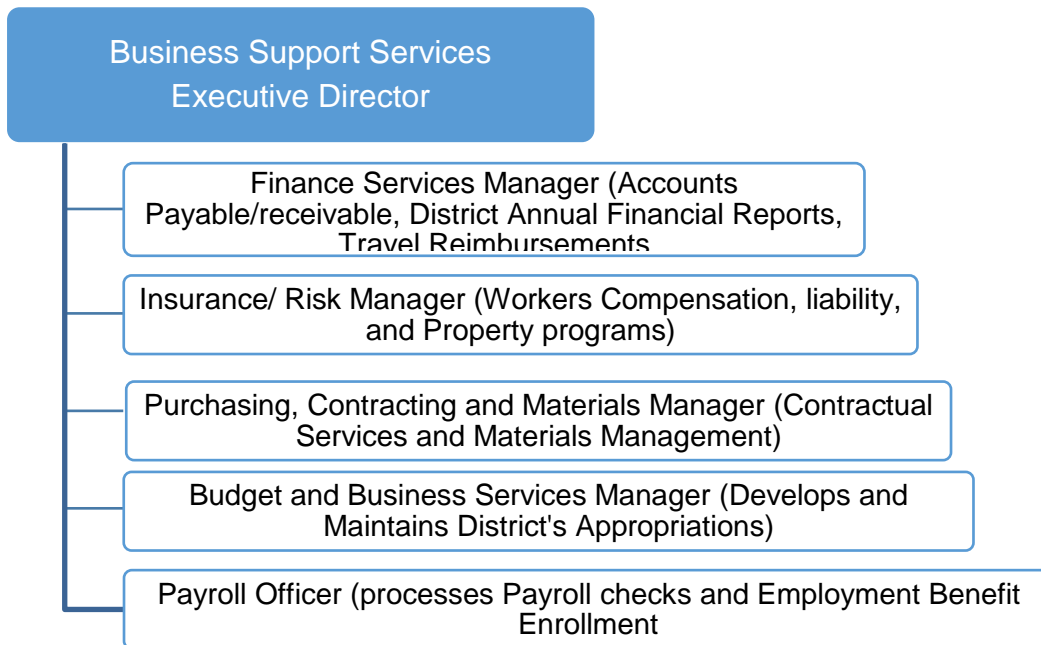 Business Support Services
Executive Director
Finance Services Manager (Accounts
Payable/receivable, District Annual Financial Reports,
Travel Reimbursements
Insurance/ Risk Manager (Workers Compensation, liability,
and Property programs)
Purchasing, Contracting and Materials Manager (Contractual
Services and Materials Management)
Budget and Business Services Manager (Develops and
Maintains District's Appropriations)
Payroll Officer (processes Payroll checks and Employment Benefit
Enrollment